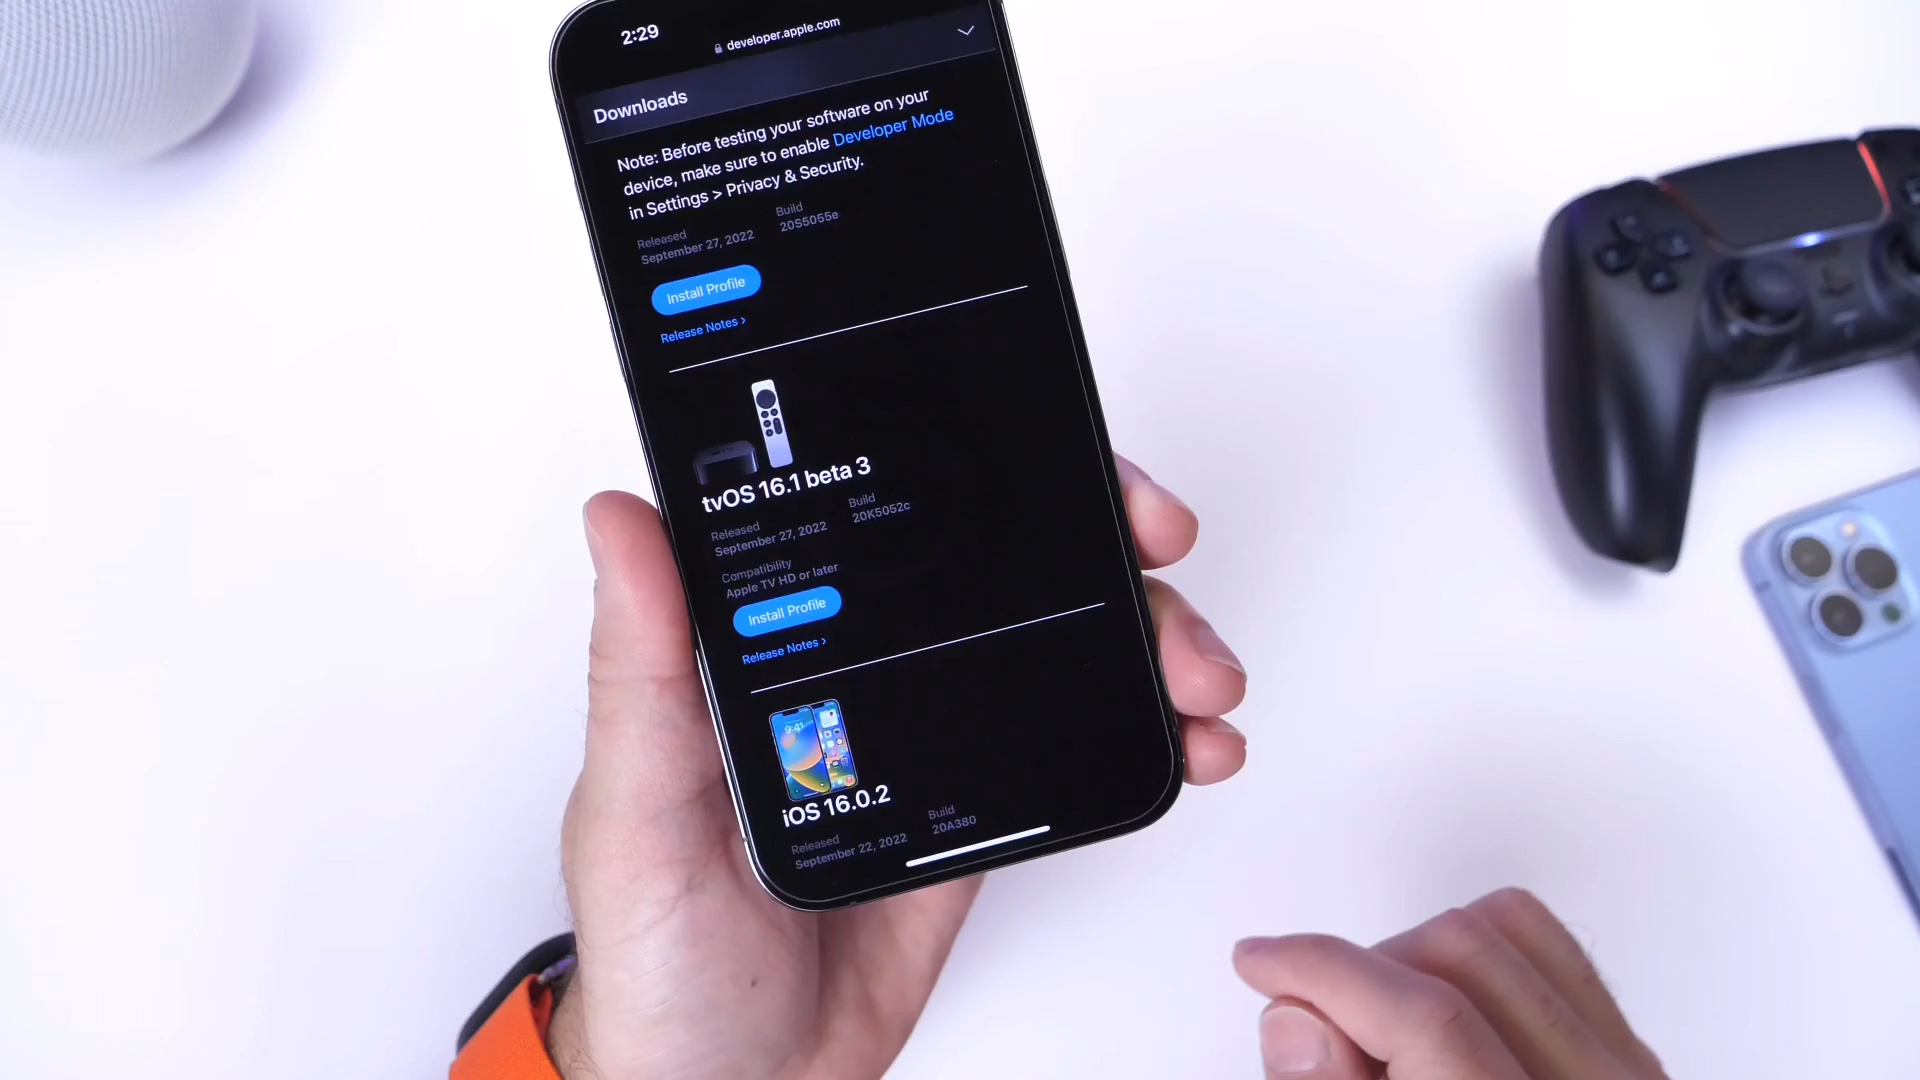 2:29
developer.apple.com
Downloads
Note: Before testing your software on your
device, make sure to enable Developer Mode
in Settings > Privacy & Security.
Released
September 27, 2022
Build
20S5055e
Install Profile
Release Notes >
tvOS 16.1 beta 3
Released
September 27, 2022
Build
20K5052c
Compatibility
Apple TV HD or later
Install Profile
Release Notes >
9:41
iOS 16.0.2
Released
September 22, 2022
Build
20A380